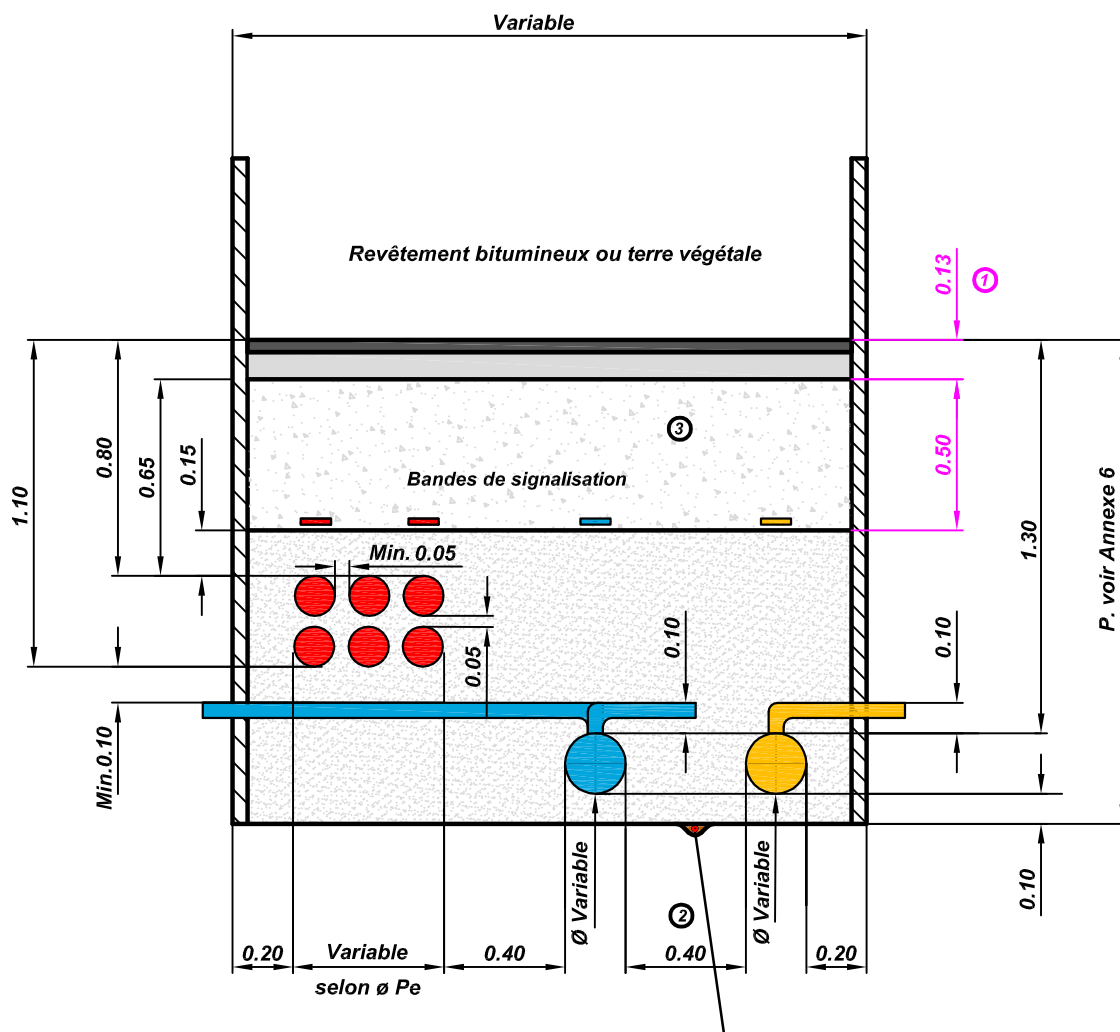 Variable
Revêtement bitumineux ou terre végétale
0.13
1
1.10
0.80
0.65
0.15
3
0.50
Bandes de signalisation
1.30
P. voir Annexe 6
Min. 0.05
0.05
0.10
0.10
Min.0.10
Ø Variable
2
Ø Variable
0.10
0.20
Variable
0.40
0.40
0.20
selon ø Pe